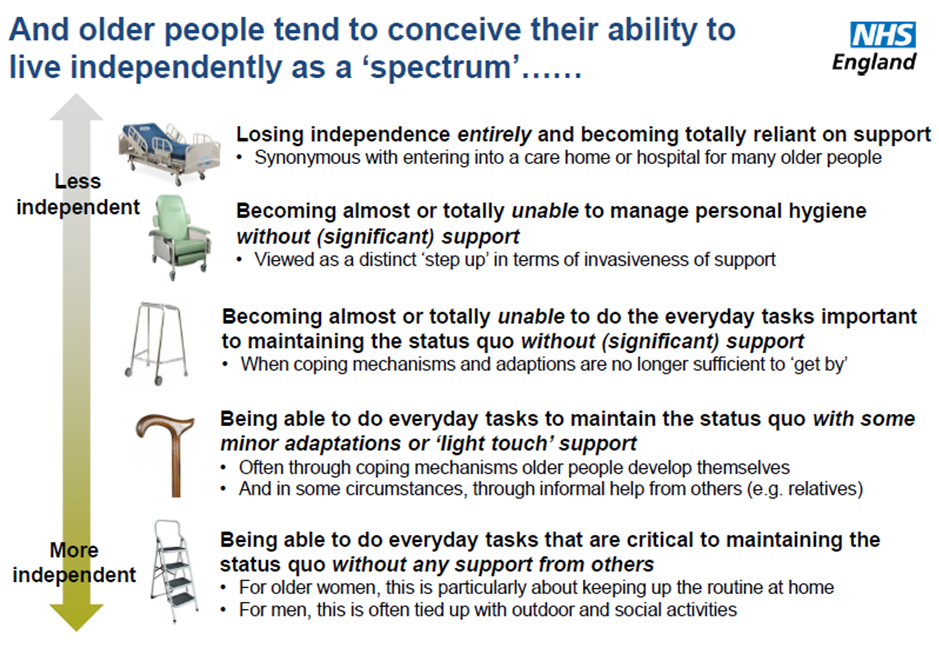 And older people tend to conceive their ability to
live independently as a ‘spectrum’……
NHS
England
Less
independent
Losing independence entirely and becoming totally reliant on support
• Synonymous with entering into a care home or hospital for many older people
Becoming almost or totally unable to manage personal hygiene
without (significant) support
• Viewed as a distinct ‘step up’ in terms of invasiveness of support
Becoming almost or totally unable to do the everyday tasks important
to maintaining the status quo without (significant) support
• When coping mechanisms and adaptions are no longer sufficient to ‘get by’
Being able to do everyday tasks to maintain the status quo with some
minor adaptations or ‘light touch’ support
• Often through coping mechanisms older people develop themselves
• And in some circumstances, through informal help from others (e.g. relatives)
More
independent
Being able to do everyday tasks that are critical to maintaining the
status quo without any support from others
• For older women, this is particularly about keeping up the routine at home
• For men, this is often tied up with outdoor and social activities